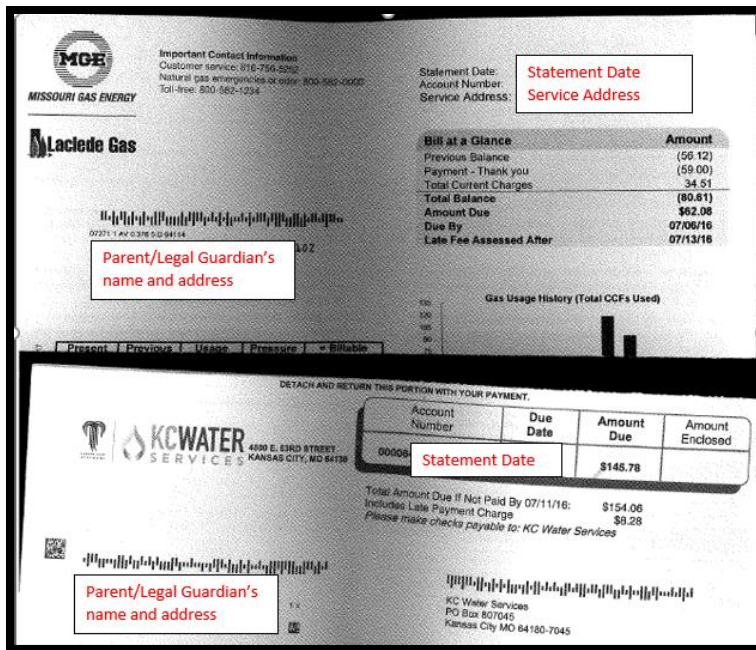 MGE
MISSOURI GAS ENERGY
Important Contact Information
Customer service: 816-756-5252
Natural gas emergencies or odor: 800-582-0000
Toll-free: 800-582-1234
Laclede Gas
Statement Date:
Account Number:
Service Address:
Statement Date
Service Address
Bill at a Glance Amount
Previous Balance (56.12)
Payment - Thank you (59.00)
Total Current Charges 34.51
Total Balance (80.61)
Amount Due $62.08
Due By 07/06/16
Late Fee Assessed After 07/13/16
07271 1 AV 0.376
Parent/Legal Guardian's
name and address
102
Gas Usage History (Total CCFs Used)
120
Present Previous Usage Pressure = Billable
DETACH AND RETURN THIS PORTION WITH YOUR PAYMENT.
KCWATER
SERVICES
4800 E. 63RD STREET
KANSAS CITY, MO 64130
Account
Number
Due
Date
Amount
Due
Amount
Enclosed
Statement Date
$145.78
Total Amount Due If Not Paid By 07/11/16: $154.06
Includes Late Payment Charge $8.28
Please make checks payable to: KC Water Services
Parent/Legal Guardian's
name and address
KC Water Services
PO Box 807045
Kansas City MO 64180-7045